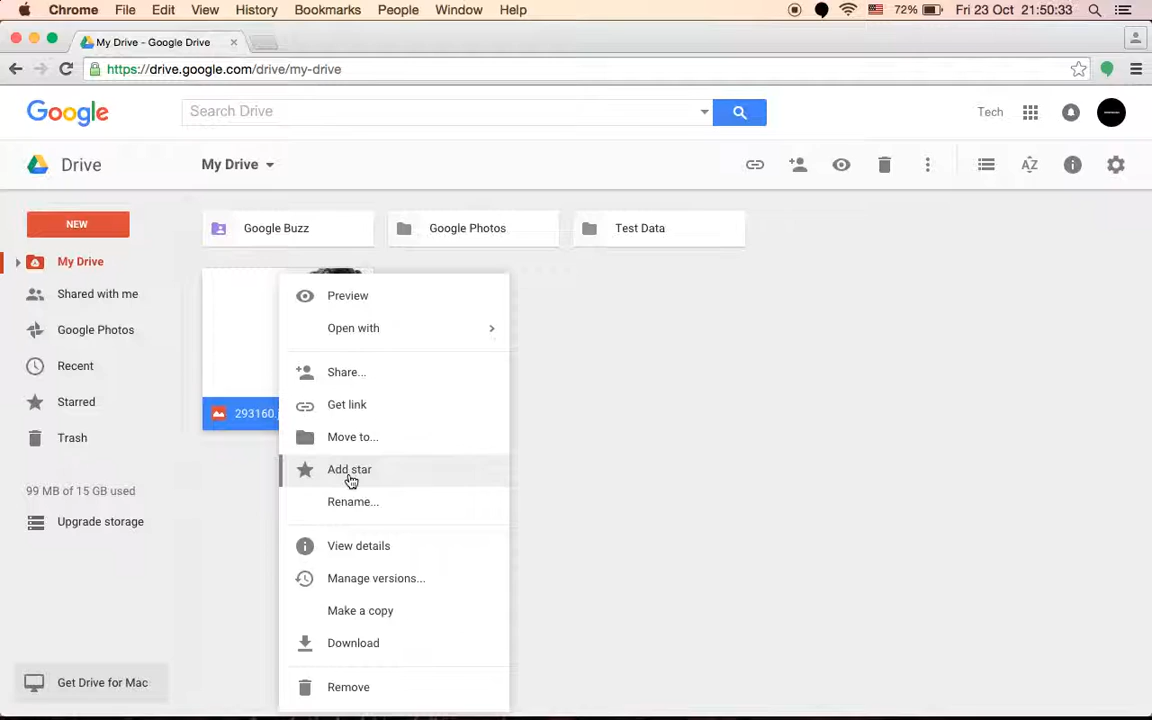 Chrome File Edit View History Bookmarks People Window Help 72% Fri 23 Oct 21:50:33
My Drive - Google Drive
https://drive.google.com/drive/my-drive
Google Search Drive Tech
Drive My Drive
NEW
Google Buzz Google Photos Test Data
My Drive
Shared with me
Google Photos
Recent
Starred
Trash
99 MB of 15 GB used
Upgrade storage
Get Drive for Mac
293160.
Preview
Open with
Share...
Get link
Move to...
Add star
Rename...
View details
Manage versions...
Make a copy
Download
Remove